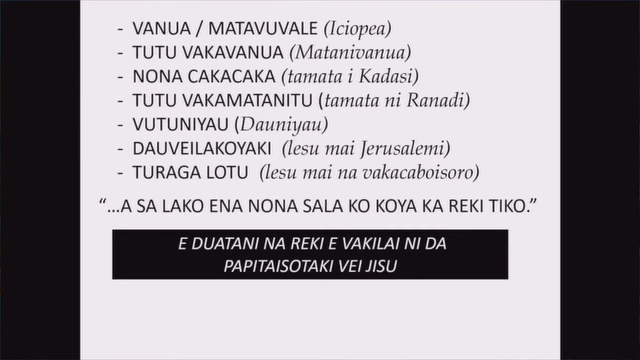 - VANUA / MATAVUVALE (Iciopea)
- TUTU VAKAVANUA (Matanivanua)
- NONA CAKACAKA (tamata i Kadasi)
- TUTU VAKAMATANITU (tamata ni Ranadi)
- VUTUNIYAU (Dauniyau)
- DAUVEILAKOYAKI (lesu mai Jerusalemi)
- TURAGA LOTU (lesu mai na vakacaboisoro)
“...A SA LAKO ENA NONA SALA KO KOYA KA REKI TIKO.”
E DUATANI NA REKI E VAKILAI NI DA
PAPITAISOTAKI VEI JISU